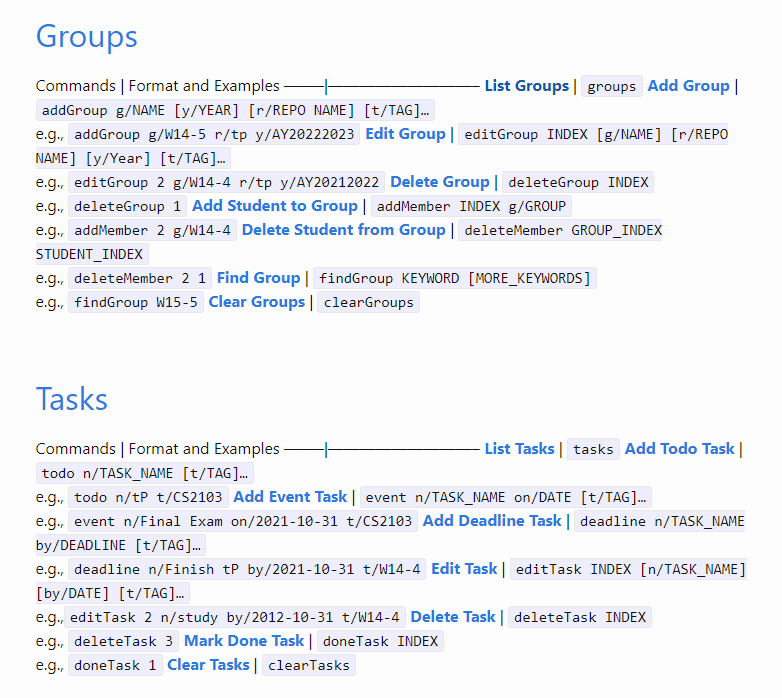 Groups
Commands | Format and Examples ———|———————————— List Groups | groups Add Group |
addGroup g/NAME [y/YEAR] [r/REPO NAME] [t/TAG]…
e.g., addGroup g/W14-5 r/tp y/AY20222023 Edit Group | editGroup INDEX [g/NAME] [r/REPO
NAME] [y/Year] [t/TAG]…
e.g., editGroup 2 g/W14-4 r/tp y/AY20212022 Delete Group | deleteGroup INDEX
e.g., deleteGroup 1 Add Student to Group | addMember INDEX g/GROUP
e.g., addMember 2 g/W14-4 Delete Student from Group | deleteMember GROUP_INDEX
STUDENT_INDEX
e.g., deleteMember 2 1 Find Group | findGroup KEYWORD [MORE_KEYWORDS]
e.g., findGroup W15-5 Clear Groups | clearGroups
Tasks
Commands | Format and Examples ———|———————————— List Tasks | tasks Add Todo Task |
todo n/TASK_NAME [t/TAG]…
e.g., todo n/tP t/CS2103 Add Event Task | event n/TASK_NAME on/DATE [t/TAG]…
e.g., event n/Final Exam on/2021-10-31 t/CS2103 Add Deadline Task | deadline n/TASK_NAME
by/DEADLINE [t/TAG]…
e.g., deadline n/Finish tP by/2021-10-31 t/W14-4 Edit Task | editTask INDEX [n/TASK_NAME]
[by/DATE] [t/TAG]…
e.g., editTask 2 n/study by/2012-10-31 t/W14-4 Delete Task | deleteTask INDEX
e.g., deleteTask 3 Mark Done Task | doneTask INDEX
e.g., doneTask 1 Clear Tasks | clearTasks